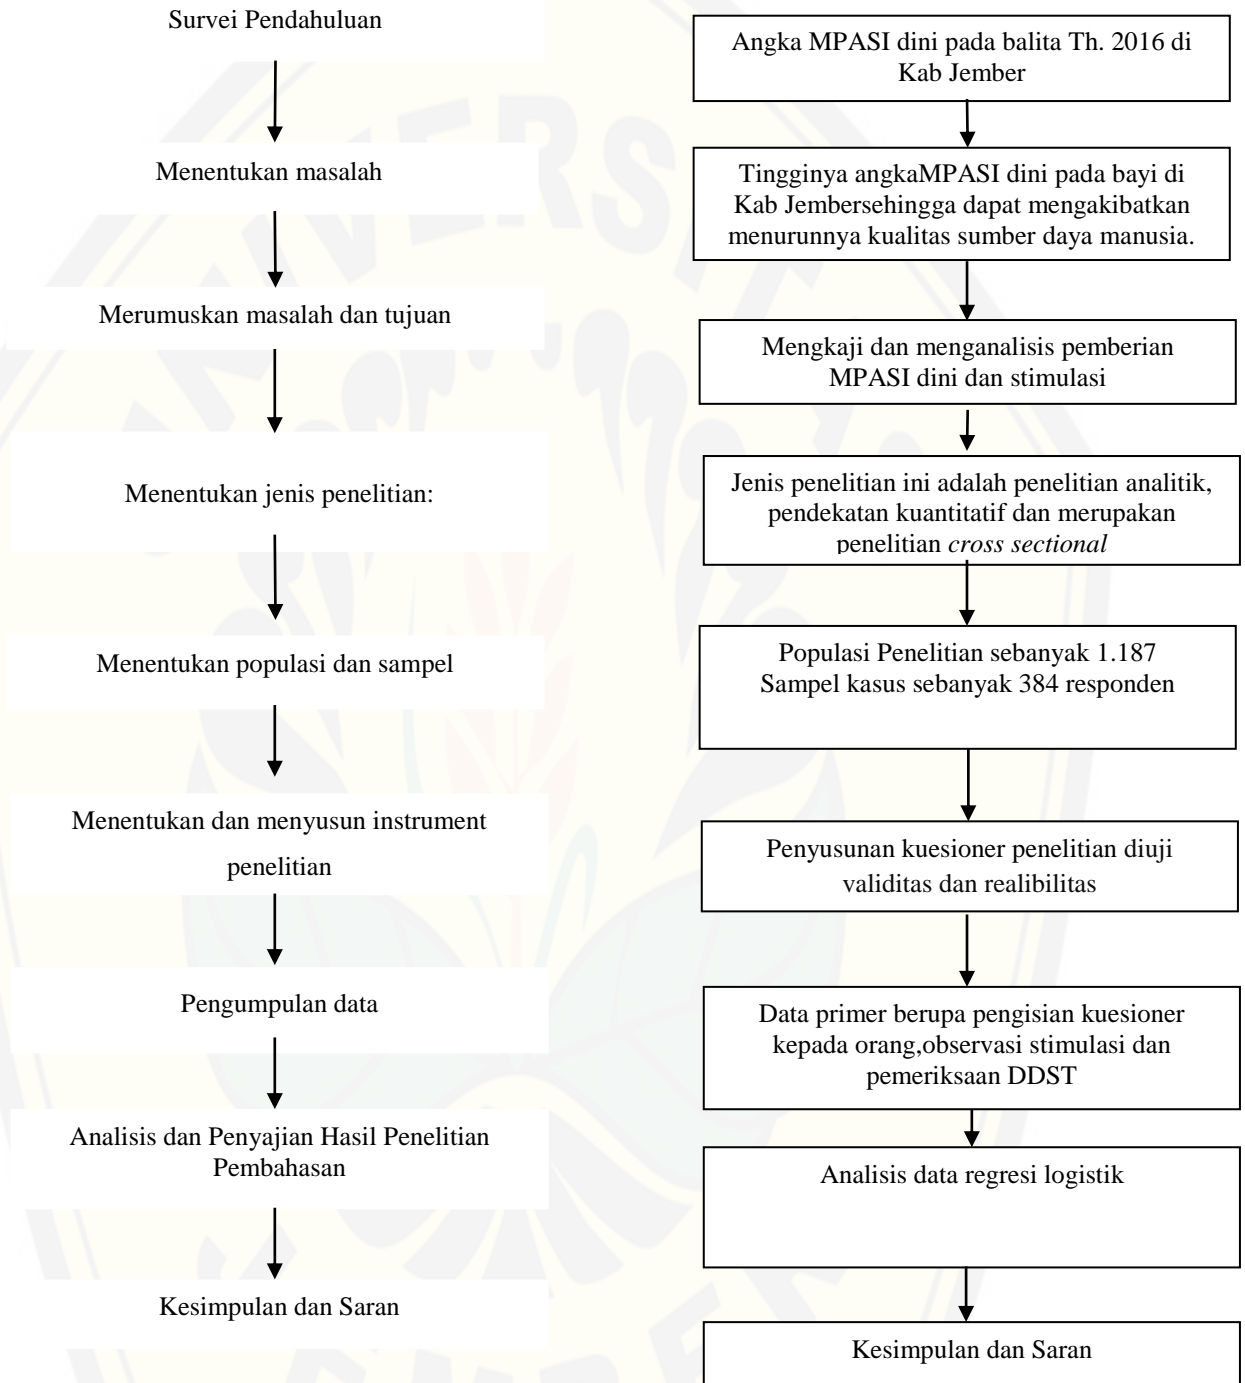 Survei Pendahuluan
Menentukan masalah
Merumuskan masalah dan tujuan
Menentukan jenis penelitian:
Menentukan populasi dan sampel
Menentukan dan menyusun instrument
penelitian
Pengumpulan data
Analisis dan Penyajian Hasil Penelitian
Pembahasan
Kesimpulan dan Saran
Angka MPASI dini pada balita Th. 2016 di
Kab Jember
Tingginya angkaMPASI dini pada bayi di
Kab Jembersehingga dapat mengakibatkan
menurunnya kualitas sumber daya manusia.
Mengkaji dan menganalisis pemberian
MPASI dini dan stimulasi
Jenis penelitian ini adalah penelitian analitik,
pendekatan kuantitatif dan merupakan
penelitian cross sectional
Populasi Penelitian sebanyak 1.187
Sampel kasus sebanyak 384 responden
Penyusunan kuesioner penelitian diuji
validitas dan realibilitas
Data primer berupa pengisian kuesioner
kepada orang,observasi stimulasi dan
pemeriksaan DDST
Analisis data regresi logistik
Kesimpulan dan Saran